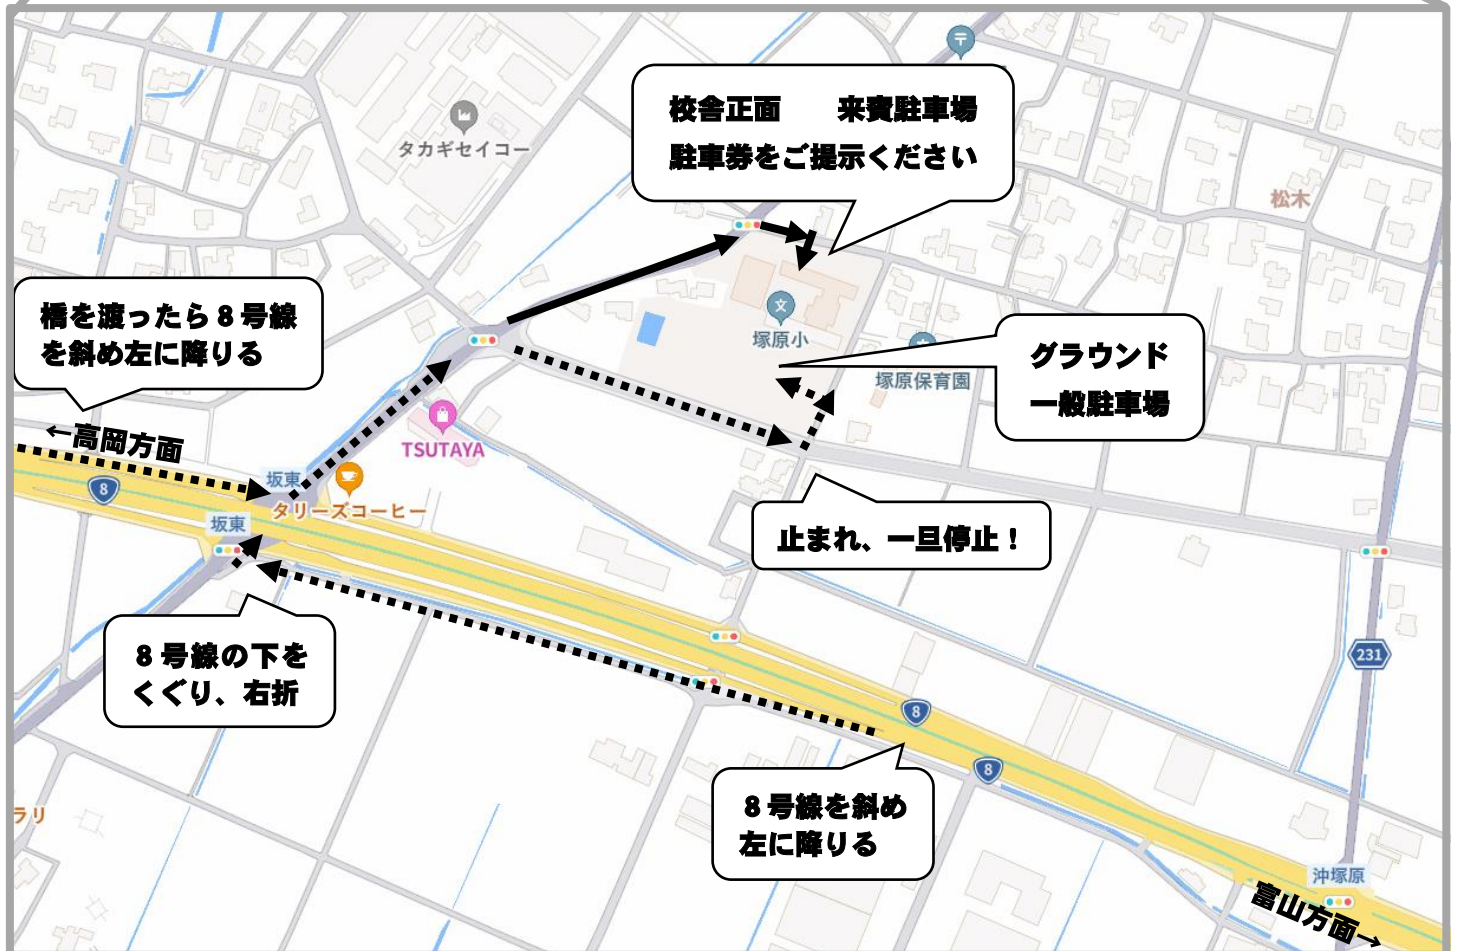 〒
校舎正面　　来賓駐車場
駐車券をご提示ください
タカギセイコー
松木
橋を渡ったら８号線
を斜め左に降りる
文
塚原小
塚原保育園
グラウンド
一般駐車場
TSUTAYA
←高岡方面
8
坂東
タリーズコーヒー
坂東
止まれ、一旦停止！
８号線の下を
くぐり、右折
231
8
8
８号線を斜め
左に降りる
ラリ
沖塚原
富山方面→